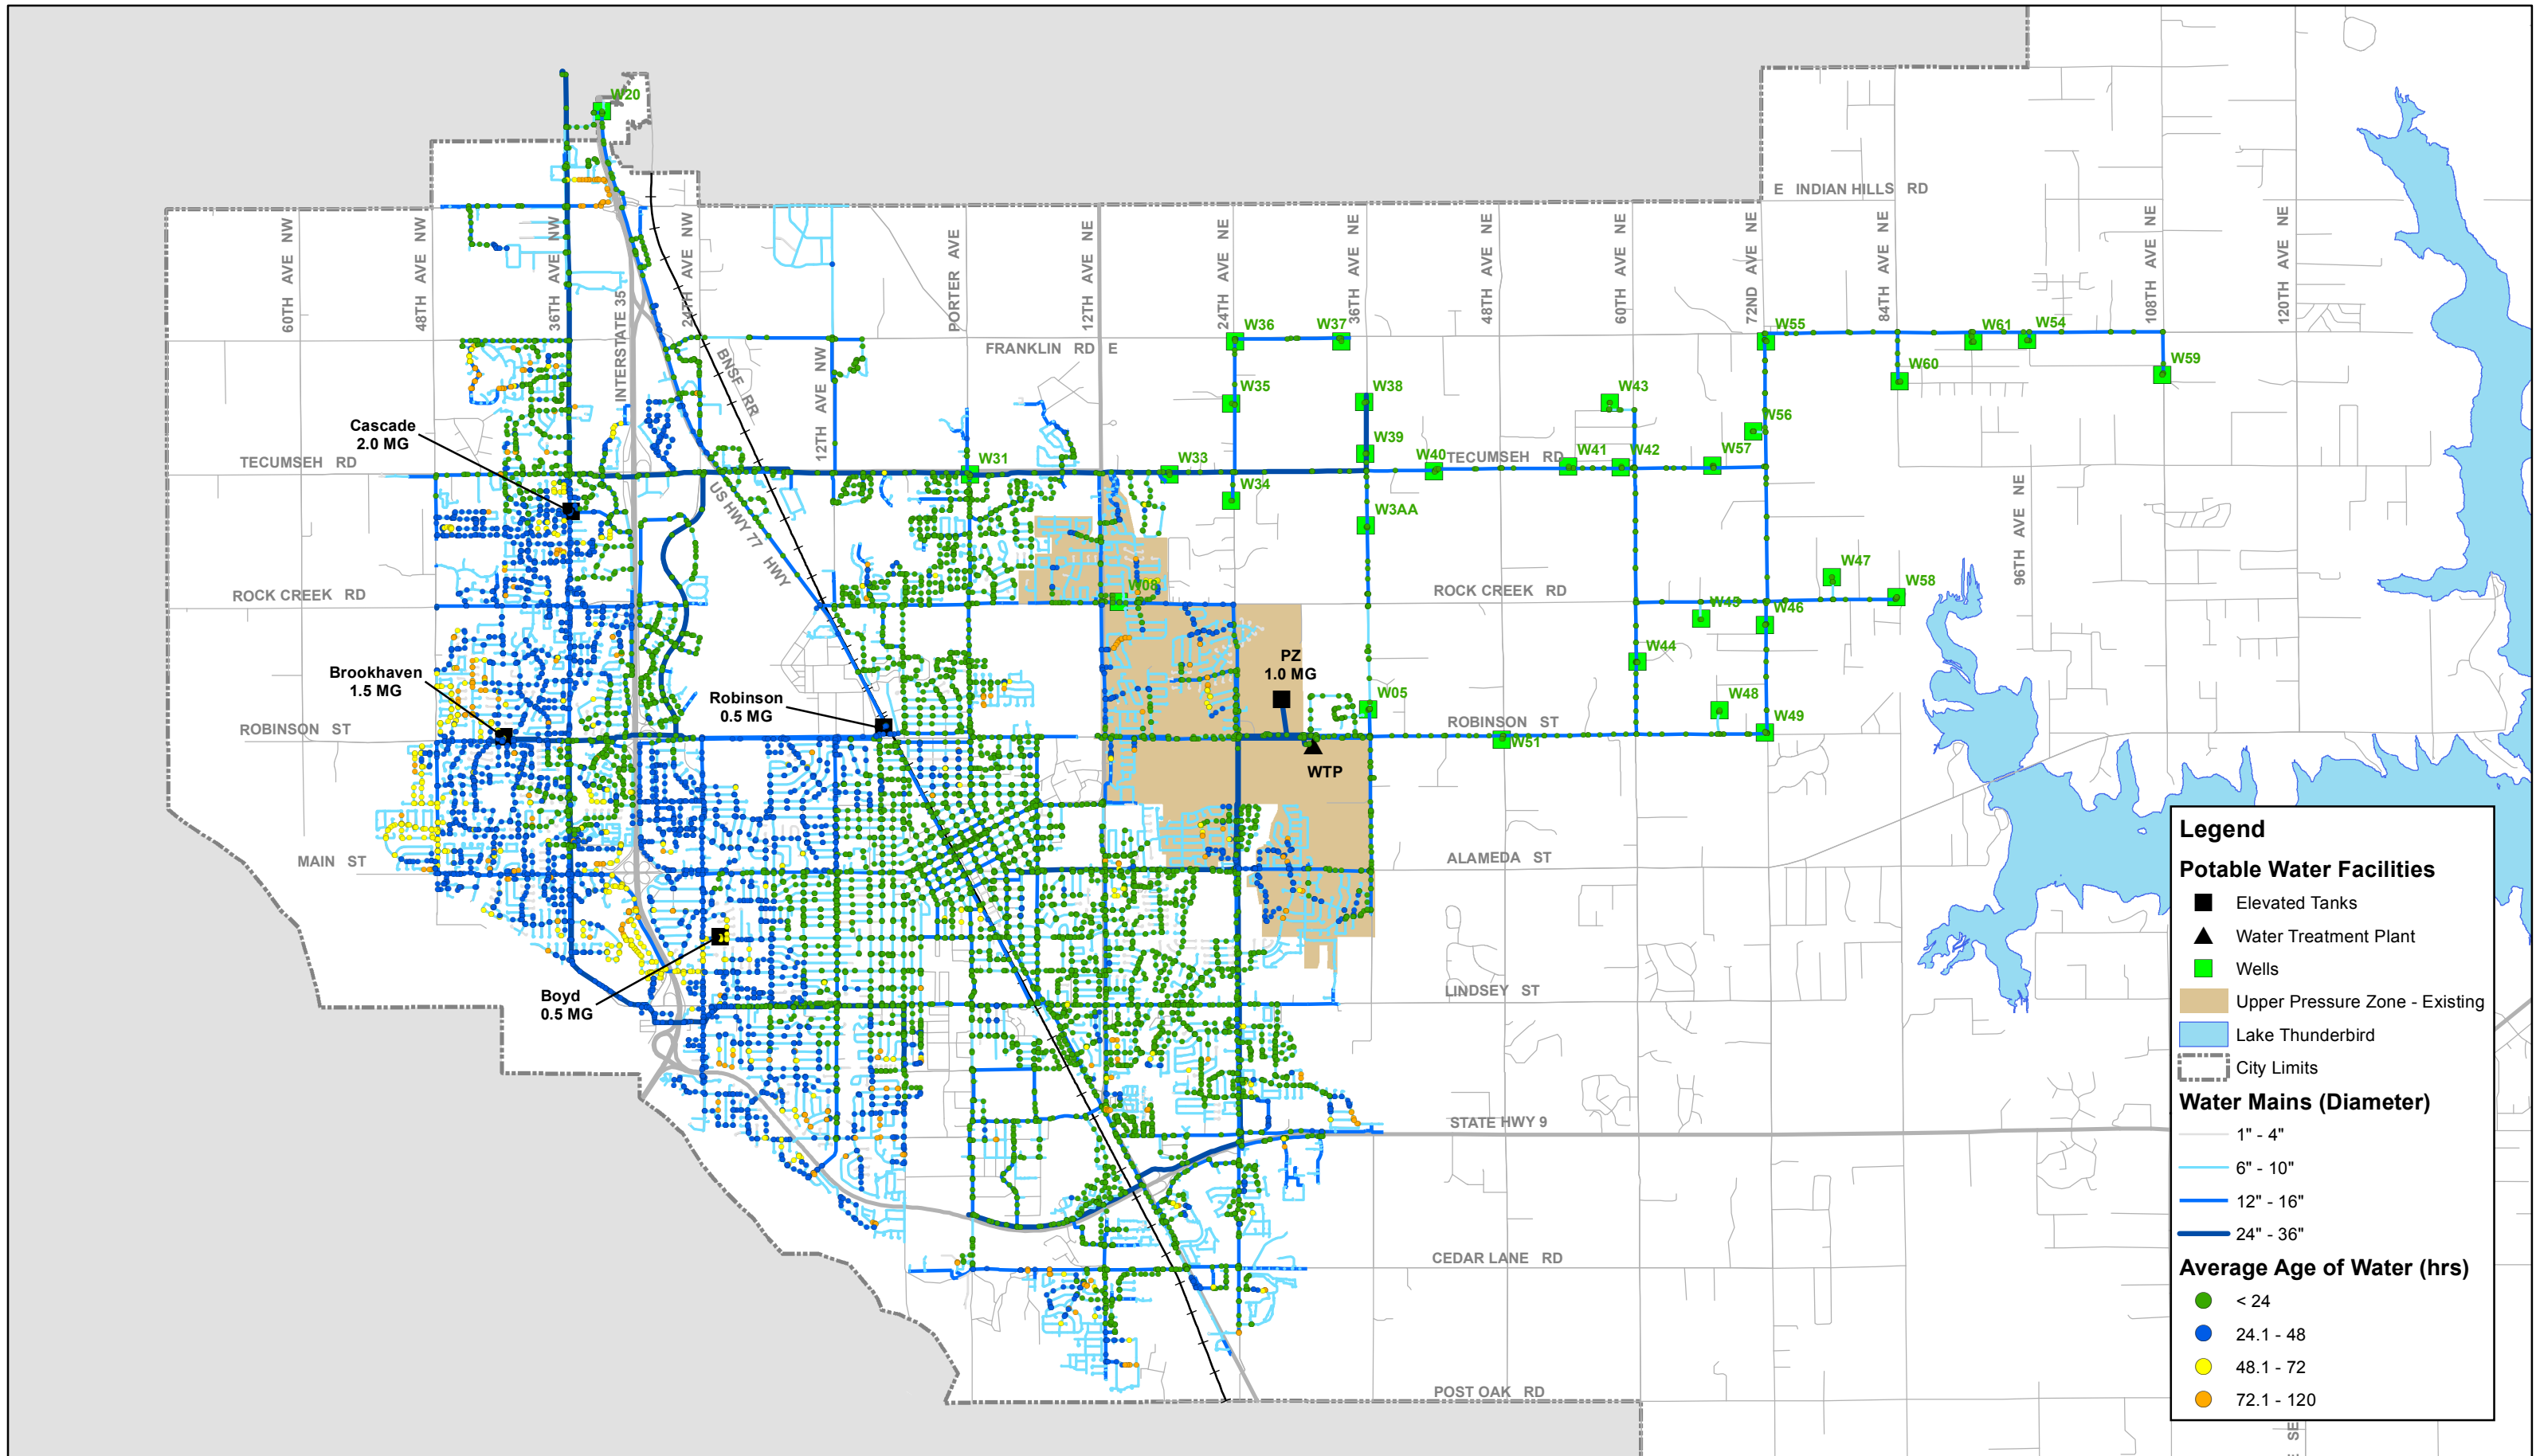 W20
E INDIAN HILLS RD
60TH AVE NW
48TH AVE NW
36TH AVE NW
INTERSTATE 35
24TH AVE NW
PORTER AVE
12TH AVE NE
24TH AVE NE
36TH AVE NE
48TH AVE NE
60TH AVE NE
72ND AVE NE
84TH AVE NE
108TH AVE NE
120TH AVE NE
W36
W37
W55
W61
W54
FRANKLIN RD E
BNSF RR
12TH AVE NW
W59
W60
W35
W38
W43
W56
Cascade
2.0 MG
W39
TECUMSEH RD
W31
W33
W40
TECUMSEH RD
W41
W42
W57
W34
US HWY 77 HWY
W3AA
96TH AVE NE
W47
W58
W08
ROCK CREEK RD
ROCK CREEK RD
W45
W46
W44
PZ
1.0 MG
Brookhaven
1.5 MG
Robinson
0.5 MG
W05
W48
ROBINSON ST
ROBINSON ST
W49
W51
WTP
MAIN ST
ALAMEDA ST
Boyd
0.5 MG
LINDSEY ST
STATE HWY 9
CEDAR LANE RD
POST OAK RD
SE
Legend
Potable Water Facilities
Elevated Tanks
Water Treatment Plant
Wells
Upper Pressure Zone - Existing
Lake Thunderbird
City Limits
Water Mains (Diameter)
1" - 4"
6" - 10"
12" - 16"
24" - 36"
Average Age of Water (hrs)
< 24
24.1 - 48
48.1 - 72
72.1 - 120